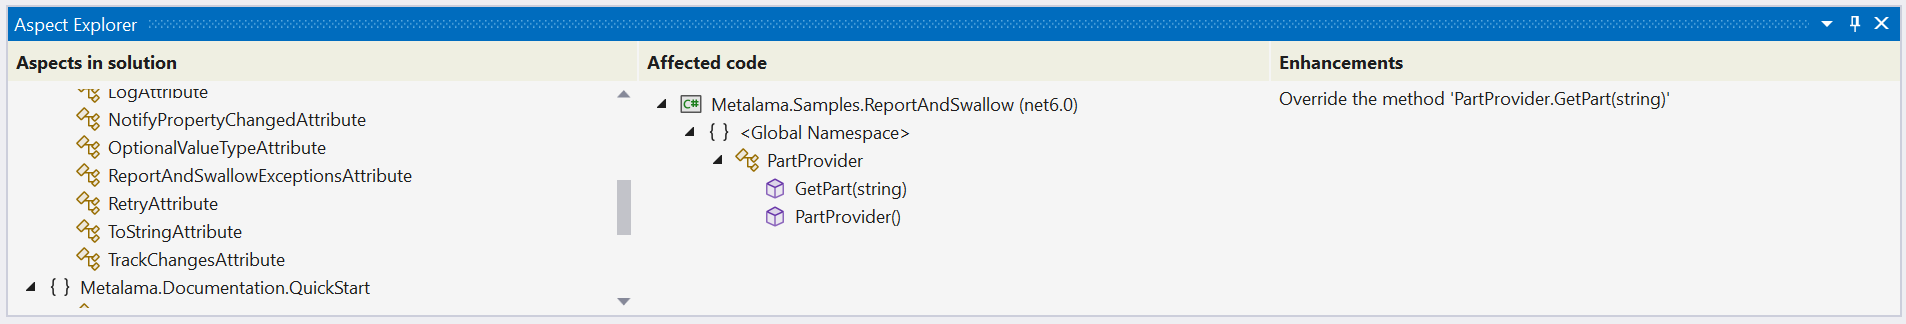 Aspect Explorer
Aspects in solution
LogAttribute
NotifyPropertyChangedAttribute
OptionalValueTypeAttribute
ReportAndSwallowExceptionsAttribute
RetryAttribute
ToStringAttribute
TrackChangesAttribute
{ } Metalama.Documentation.QuickStart
Affected code
C# Metalama.Samples.ReportAndSwallow (net6.0)
{ } <Global Namespace>
PartProvider
GetPart(string)
PartProvider()
Enhancements
Override the method 'PartProvider.GetPart(string)'